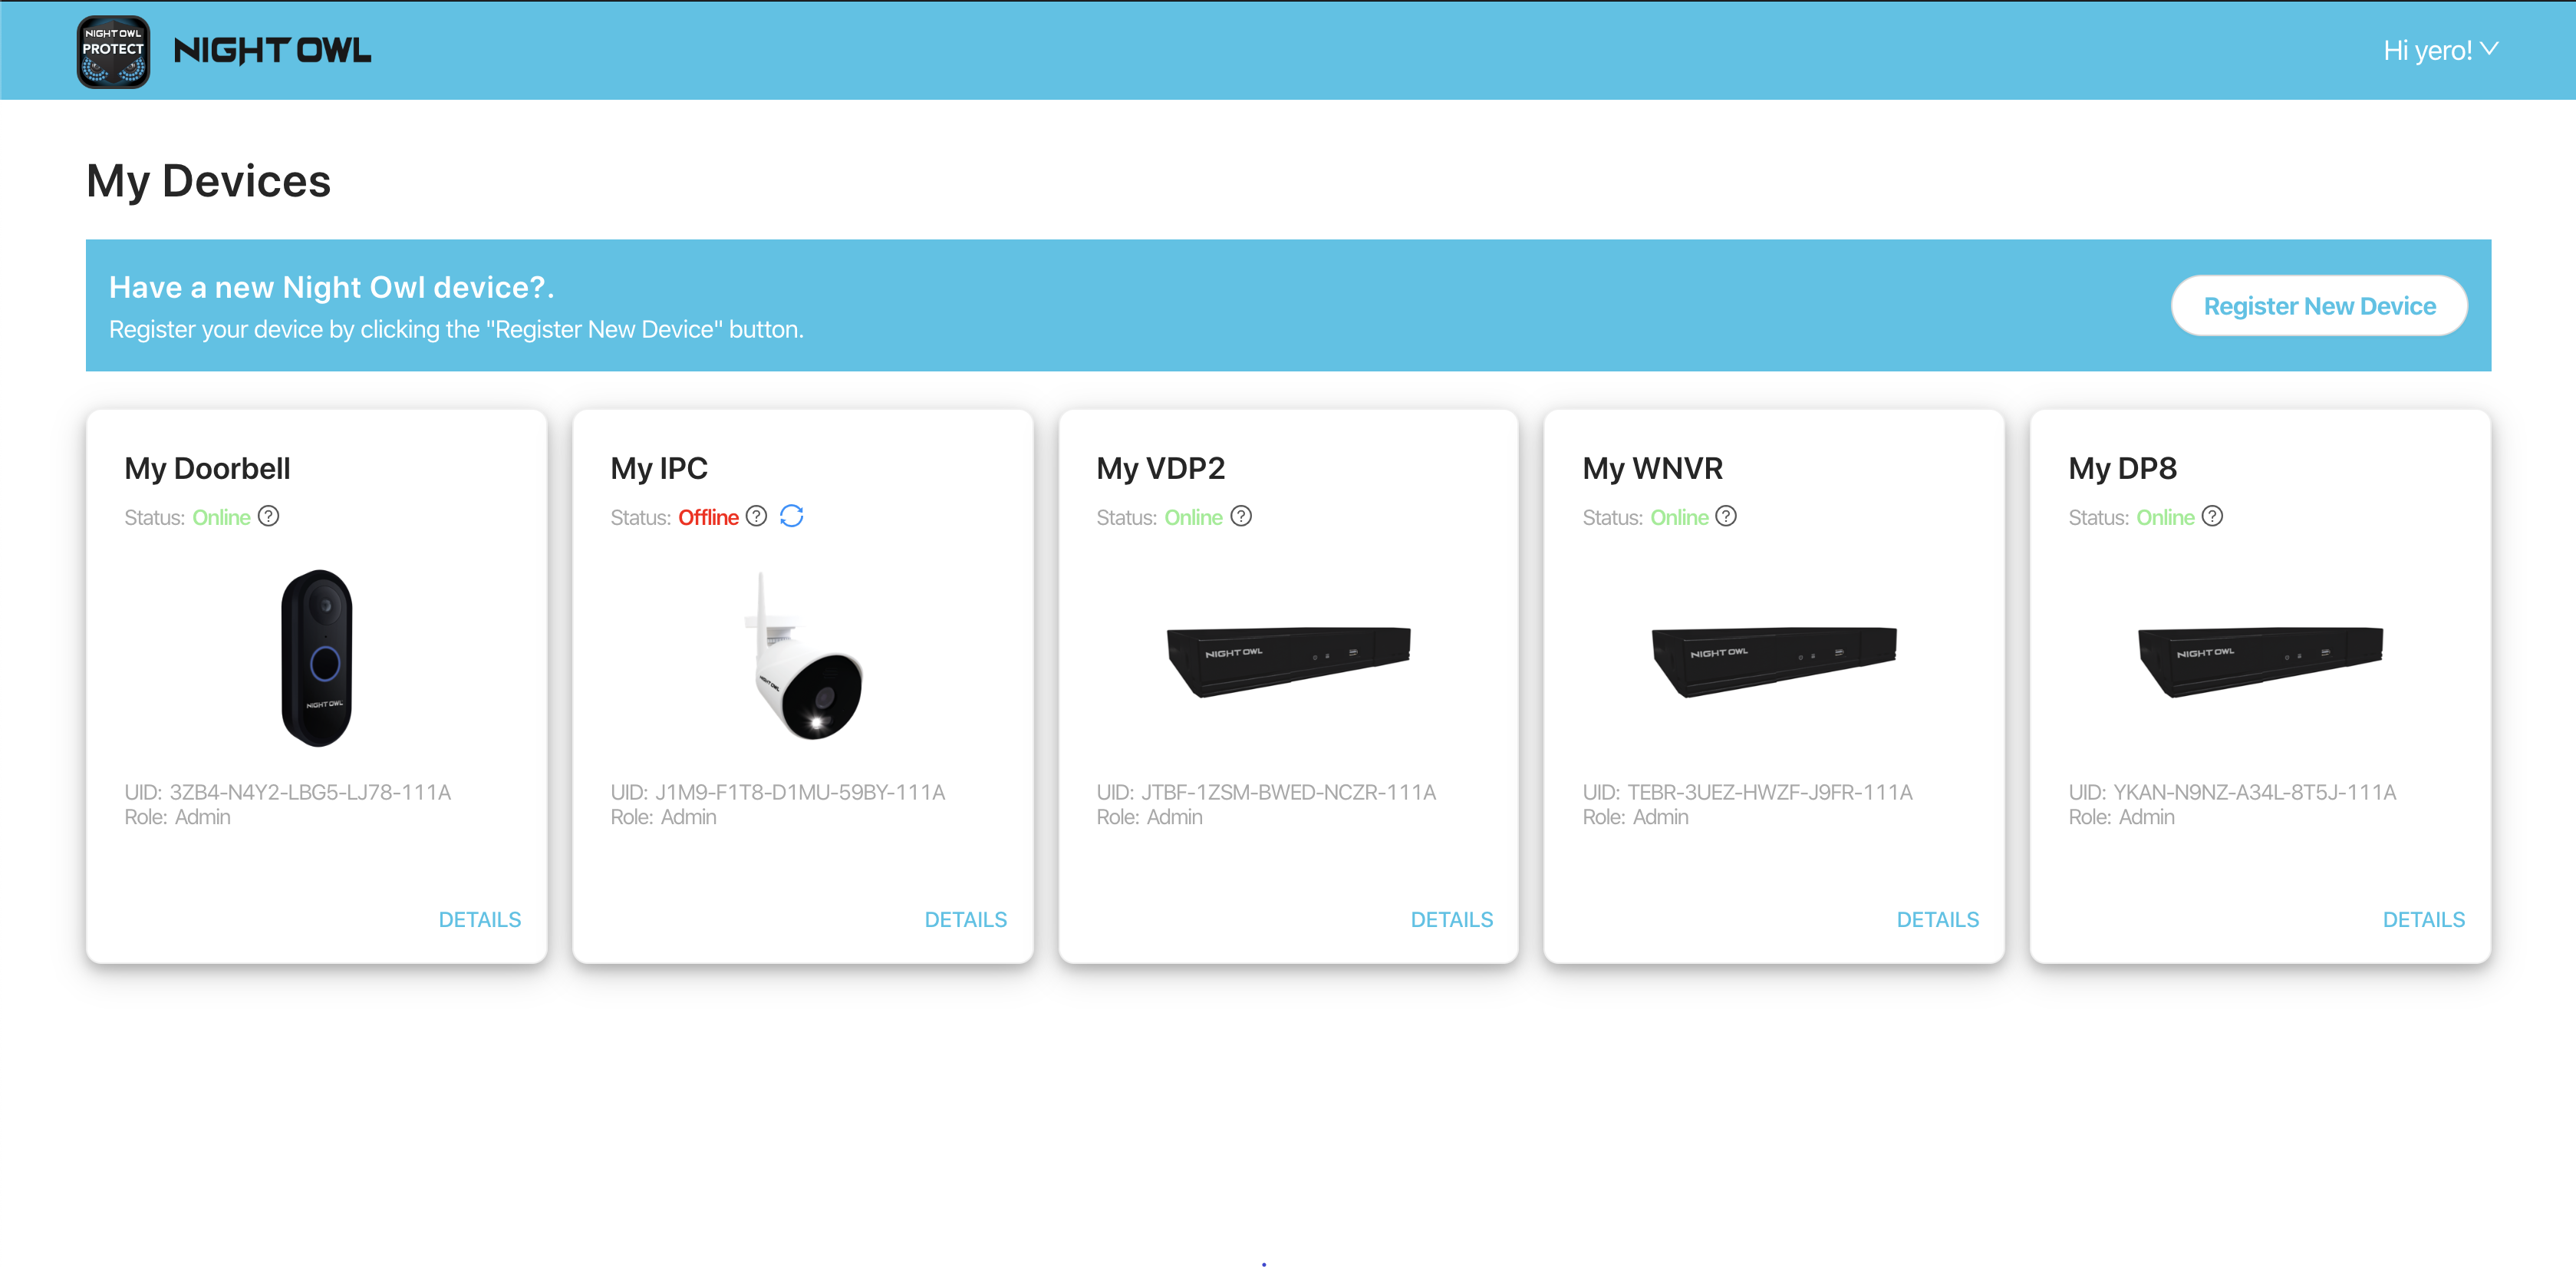 NIGHT OWL
PROTECT
NIGHT OWL
Hi yero!
My Devices
Have a new Night Owl device?.
Register your device by clicking the "Register New Device" button.
Register New Device
My Doorbell
Status: Online
NIGHT OWL
UID: 3ZB4-N4Y2-LBG5-LJ78-111A
Role: Admin
DETAILS
My IPC
Status: Offline
NIGHT OWL
UID: J1M9-F1T8-D1MU-59BY-111A
Role: Admin
DETAILS
My VDP2
Status: Online
NIGHT OWL
UID: JTBF-1ZSM-BWED-NCZR-111A
Role: Admin
DETAILS
My WNVR
Status: Online
NIGHT OWL
UID: TEBR-3UEZ-HWZF-J9FR-111A
Role: Admin
DETAILS
My DP8
Status: Online
NIGHT OWL
UID: YKAN-N9NZ-A34L-8T5J-111A
Role: Admin
DETAILS